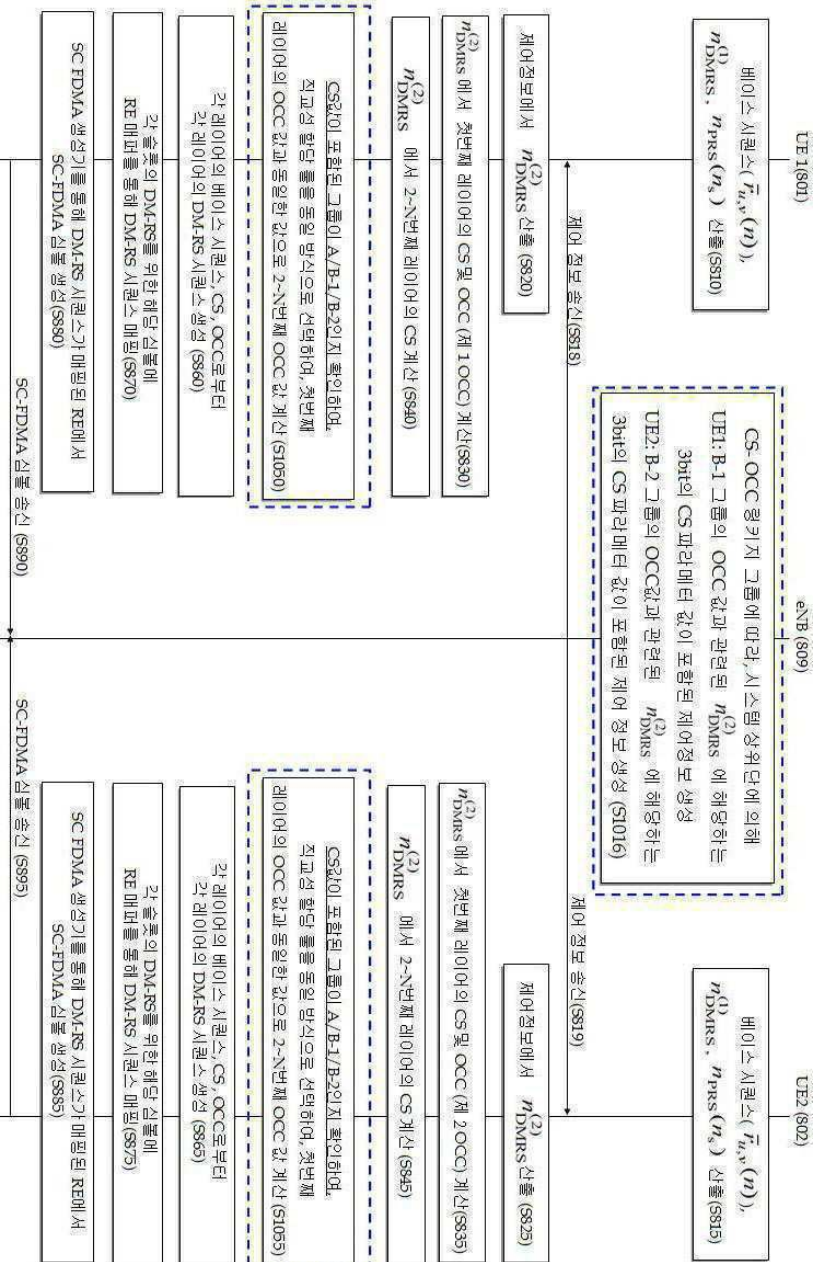 UE 1(801)
eNB (809)
UE2 (802)
베이스 시퀀스( r̄u,v(n)),
n(1)DMRS , nPRS(ns) 산출 (S810)
베이스 시퀀스( r̄u,v(n)),
n(1)DMRS , nPRS(ns) 산출 (S815)
CS-OCC 링키지 그룹에 따라, 시스템 상위단에 의해
UE1: B-1 그룹의 OCC 값과 관련된 n(2)DMRS 에 해당하는
3bit의 CS 파라메터 값이 포함된 제어정보 생성
UE2: B-2 그룹의 OCC값과 관련된 n(2)DMRS 에 해당하는
3bit의 CS 파라메터 값이 포함된 제어 정보 생성 (S1016)
제어 정보 송신(S818)
제어 정보 송신(S819)
제어정보에서 n(2)DMRS 산출 (S820)
제어정보에서 n(2)DMRS 산출 (S825)
n(2)DMRS 에서 첫번째 레이어의 CS 및 OCC (제 1 OCC) 계산(S830)
n(2)DMRS 에서 첫번째 레이어의 CS 및 OCC (제 2 OCC) 계산(S835)
n(2)DMRS 에서 2~N번째 레이어의 CS 계산 (S840)
n(2)DMRS 에서 2~N번째 레이어의 CS 계산 (S845)
CS값이 포함된 그룹이 A/B-1/B-2인지 확인하여,
직교성 할당 룰을 동일 방식으로 선택하여, 첫번째
레이어의 OCC 값과 동일한 값으로 2~N번째 OCC 값 계산 (S1050)
CS값이 포함된 그룹이 A/B-1/B-2인지 확인하여,
직교성 할당 룰을 동일 방식으로 선택하여, 첫번째
레이어의 OCC 값과 동일한 값으로 2~N번째 OCC 값 계산 (S1055)
각 레이어의 베이스 시퀀스, CS, OCC로부터
각 레이어의 DM-RS 시퀀스 생성 (S860)
각 레이어의 베이스 시퀀스, CS, OCC로부터
각 레이어의 DM-RS 시퀀스 생성 (S865)
각 슬롯의 DM-RS를 위한 해당 심볼에
RE 매퍼를 통해 DM-RS 시퀀스 매핑 (S870)
각 슬롯의 DM-RS를 위한 해당 심볼에
RE 매퍼를 통해 DM-RS 시퀀스 매핑(S875)
SC FDMA 생성기를 통해 DM-RS 시퀀스가 매핑된 RE에서
SC-FDMA 심볼 생성(S880)
SC FDMA 생성기를 통해 DM-RS 시퀀스가 매핑된 RE에서
SC-FDMA 심볼 생성(S885)
SC-FDMA 심볼 송신 (S890)
SC-FDMA 심볼 송신 (S895)